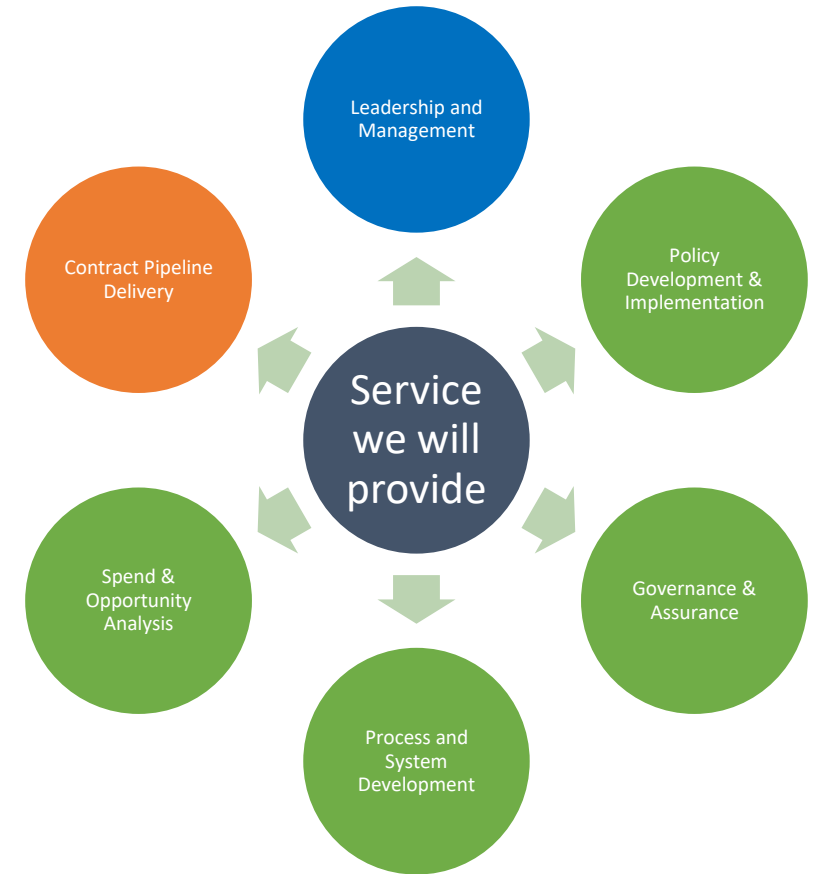 Leadership and
Management
Contract Pipeline
Delivery
Policy
Development &
Implementation
Service
we will
provide
Spend &
Opportunity
Analysis
Governance &
Assurance
Process and
System
Development